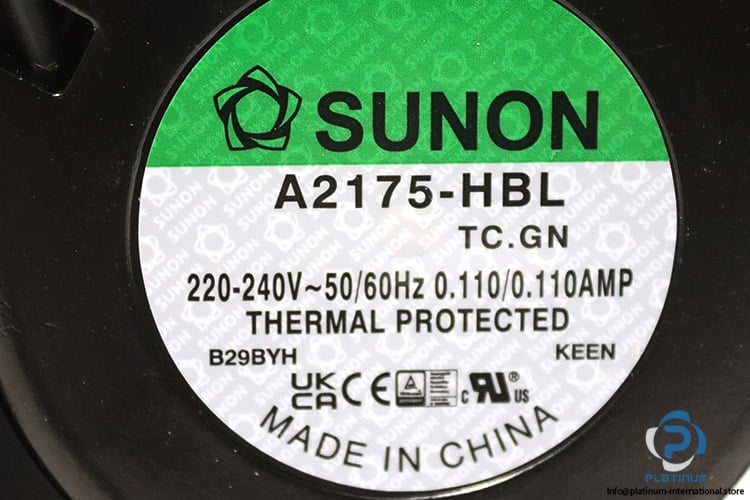 SUNON
A2175-HBL
TC.GN
220-240V~50/60Hz 0.110/0.110AMP
THERMAL PROTECTED
B29BYH KEEN
UK CA CE c RU ® US
MADE IN CHINA
PLATINUM
Info@platinum-international.store